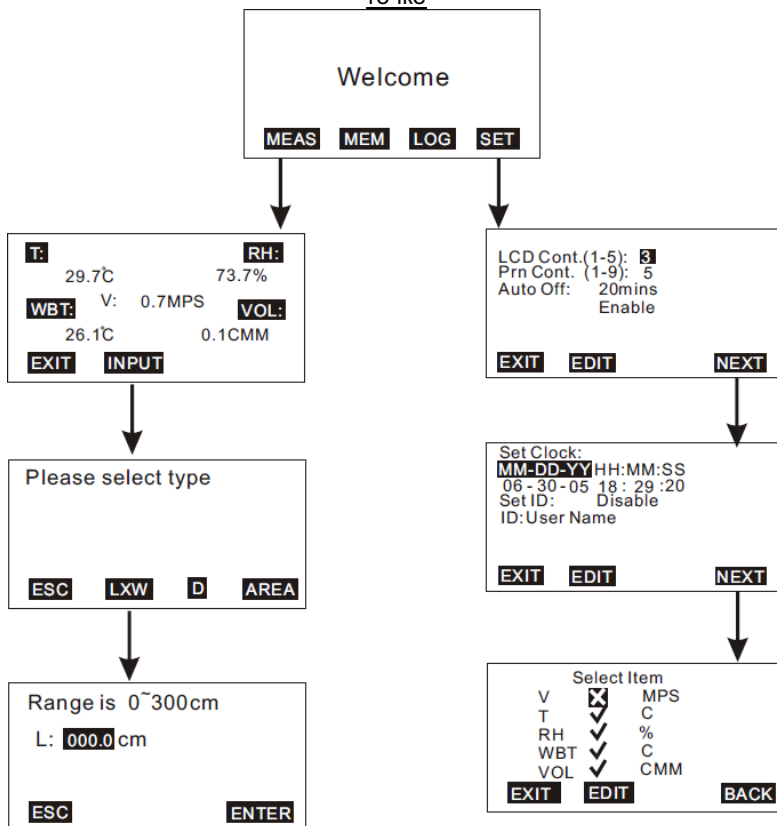 Welcome
MEAS MEM LOG SET
T: RH:
29.7℃ 73.7%
WBT: V: 0.7MPS VOL:
26.1℃ 0.1CMM
EXIT INPUT
Please select type
ESC LXW D AREA
Range is 0~300cm
L: 000.0 cm
ESC ENTER
LCD Cont.(1-5): 3
Prn Cont. (1-9): 5
Auto Off: 20mins
Enable
EXIT EDIT NEXT
Set Clock:
MM-DD-YY HH:MM:SS
06-30-05 18:29:20
Set ID: Disable
ID:User Name
EXIT EDIT NEXT
Select Item
V MPS
T C
RH %
WBT C
VOL CMM
EXIT EDIT BACK